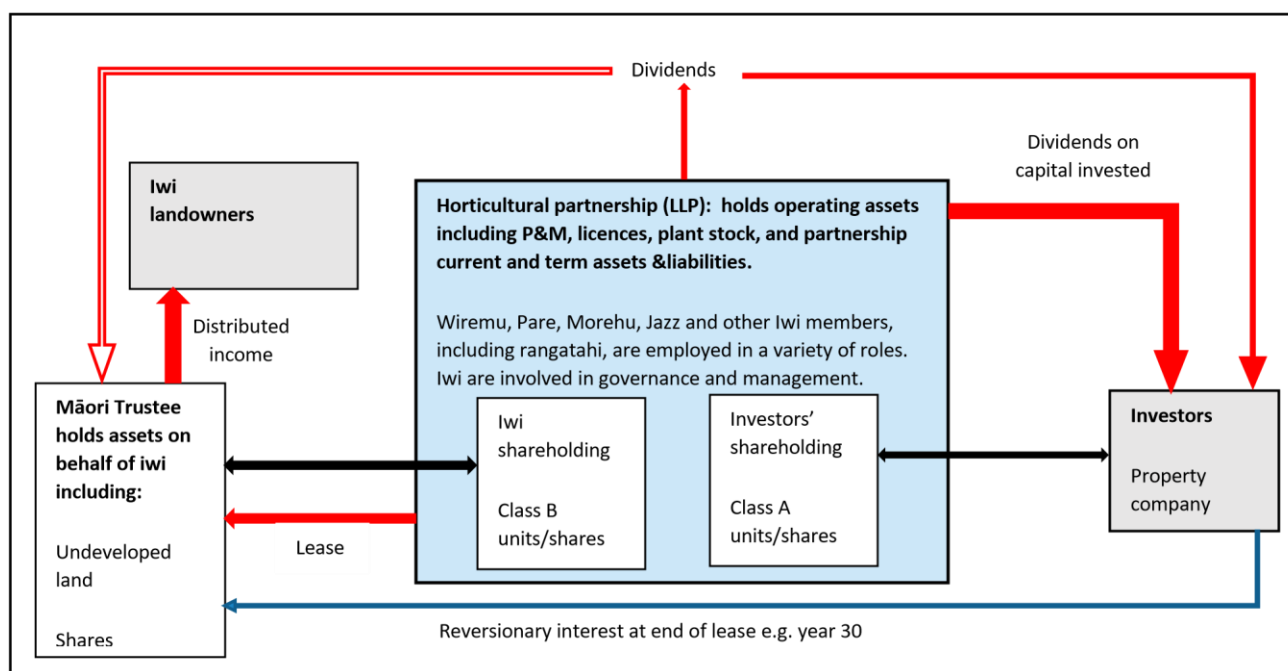 Dividends
Dividends on
capital invested
Iwi
landowners
Horticultural partnership (LLP): holds operating assets
including P&M, licences, plant stock, and partnership
current and term assets &liabilities.
Wiremu, Pare, Morehu, Jazz and other Iwi members,
including rangatahi, are employed in a variety of roles.
Iwi are involved in governance and management.
Distributed
income
Māori Trustee
holds assets on
behalf of iwi
including:
Undeveloped
land
Shares
Iwi
shareholding
Class B
units/shares
Investors'
shareholding
Class A
units/shares
Investors
Property
company
Lease
Reversionary interest at end of lease e.g. year 30